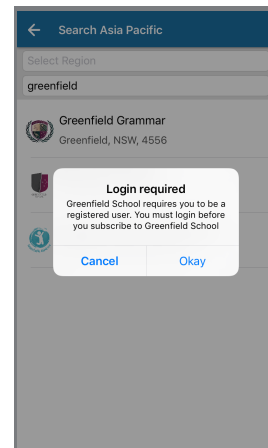 Search Asia Pacific
Select Region
greenfield
Greenfield Grammar
Greenfield, NSW, 4556
Login required
Greenfield School requires you to be a
registered user. You must login before
you subscribe to Greenfield School
Cancel
Okay